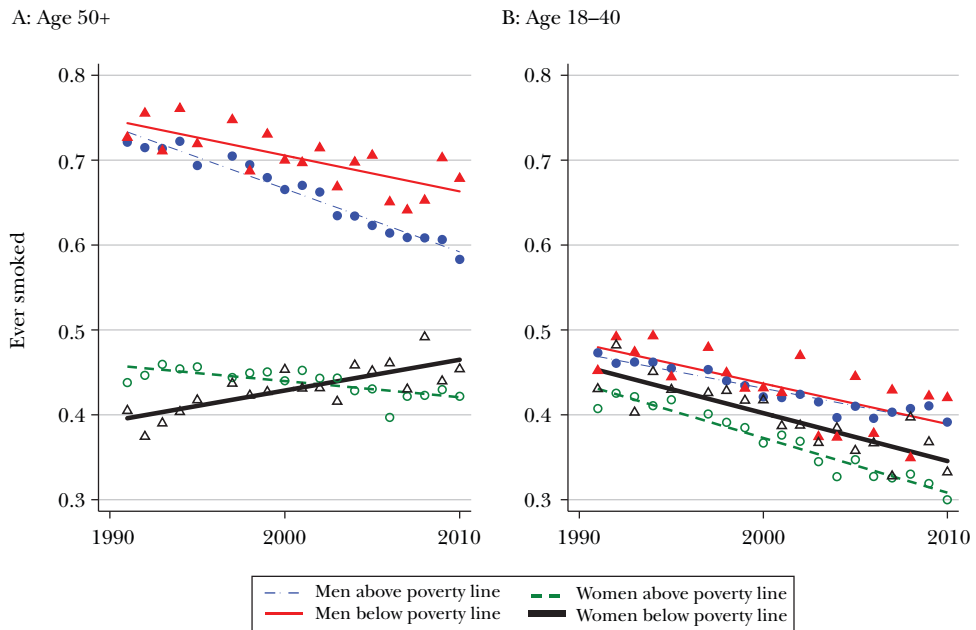 A: Age 50+
B: Age 18–40
Ever smoked
0.8
0.7
0.6
0.5
0.4
0.3
1990
2000
2010
0.8
0.7
0.6
0.5
0.4
0.3
1990
2000
2010
Men above poverty line
Women above poverty line
Men below poverty line
Women below poverty line